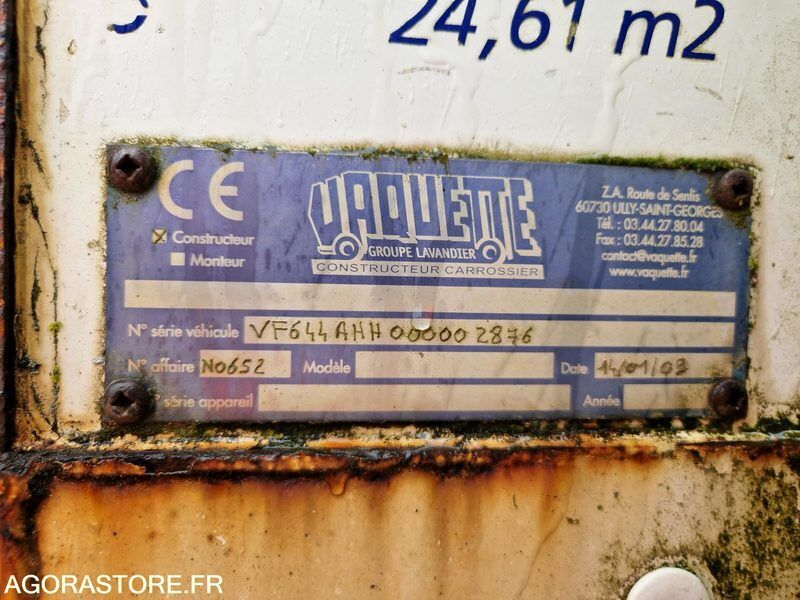 24,61 m2
CE
Constructeur
Monteur
VAQUETTE
GROUPE LAVANDIER
CONSTRUCTEUR CARROSSIER
Z.A. Route de Senlis
60730 ULLY-SAINT-GEORGES
Tél. : 03.44.27.80.04
Fax : 03.44.27.85.28
contact@vaquette.fr
www.vaquette.fr
N° série véhicule VF644AHH000002876
N° affaire N0652 Modèle Date 14/01/03
N° série appareil Année
AGORASTORE.FR